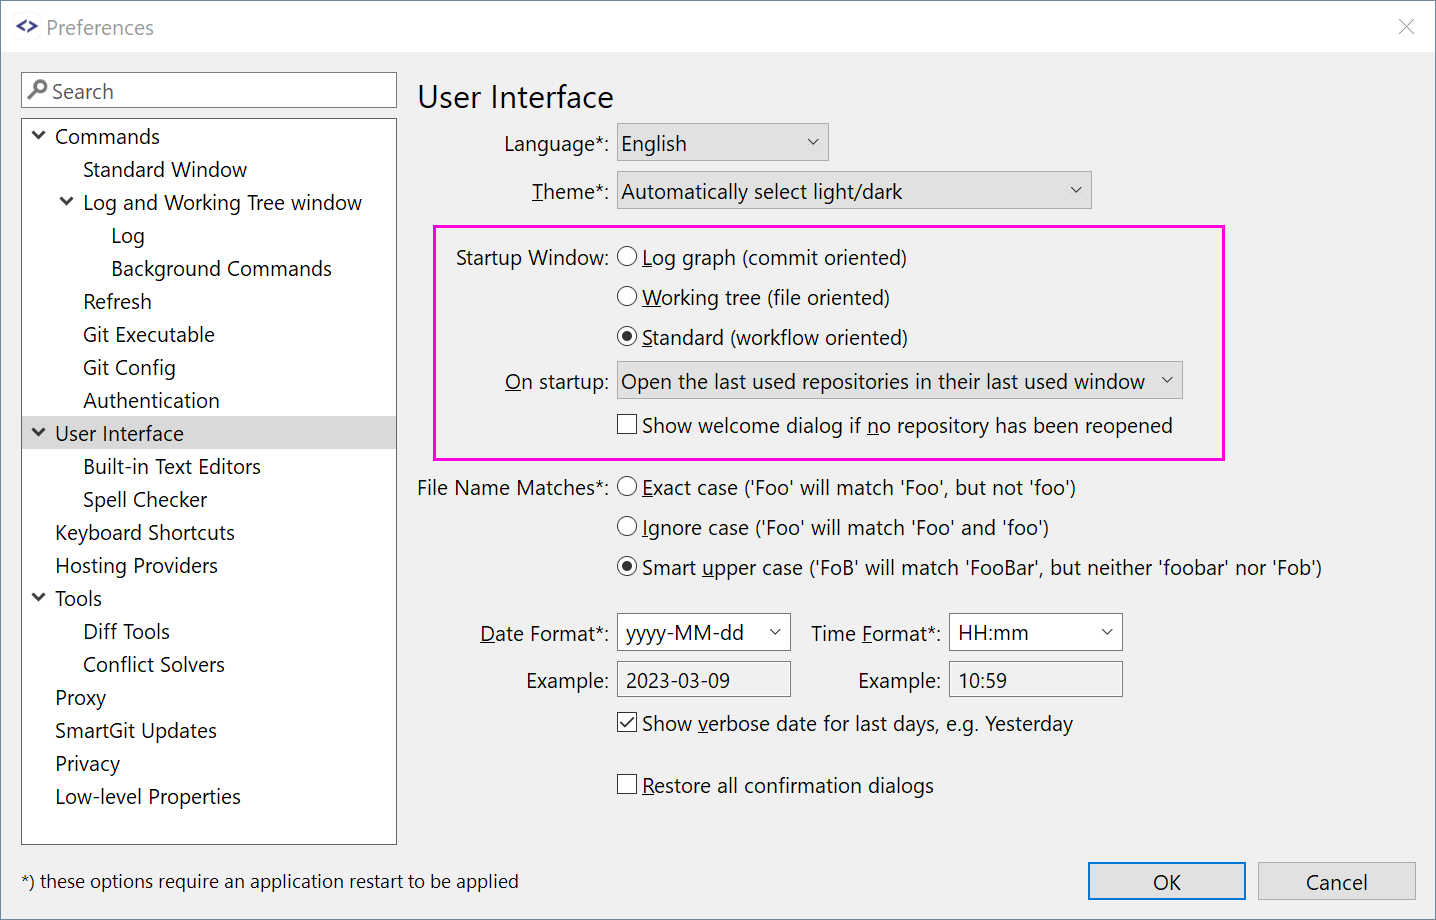 Preferences
Search
Commands
Standard Window
Log and Working Tree window
Log
Background Commands
Refresh
Git Executable
Git Config
Authentication
User Interface
Built-in Text Editors
Spell Checker
Keyboard Shortcuts
Hosting Providers
Tools
Diff Tools
Conflict Solvers
Proxy
SmartGit Updates
Privacy
Low-level Properties
User Interface
Language*: English
Theme*: Automatically select light/dark
Startup Window: Log graph (commit oriented)
Working tree (file oriented)
Standard (workflow oriented)
On startup: Open the last used repositories in their last used window
Show welcome dialog if no repository has been reopened
File Name Matches*: Exact case ('Foo' will match 'Foo', but not 'foo')
Ignore case ('Foo' will match 'Foo' and 'foo')
Smart upper case ('FoB' will match 'FooBar', but neither 'foobar' nor 'Fob')
Date Format*: yyyy-MM-dd Time Format*: HH:mm
Example: 2023-03-09 Example: 10:59
Show verbose date for last days, e.g. Yesterday
Restore all confirmation dialogs
*) these options require an application restart to be applied
OK Cancel